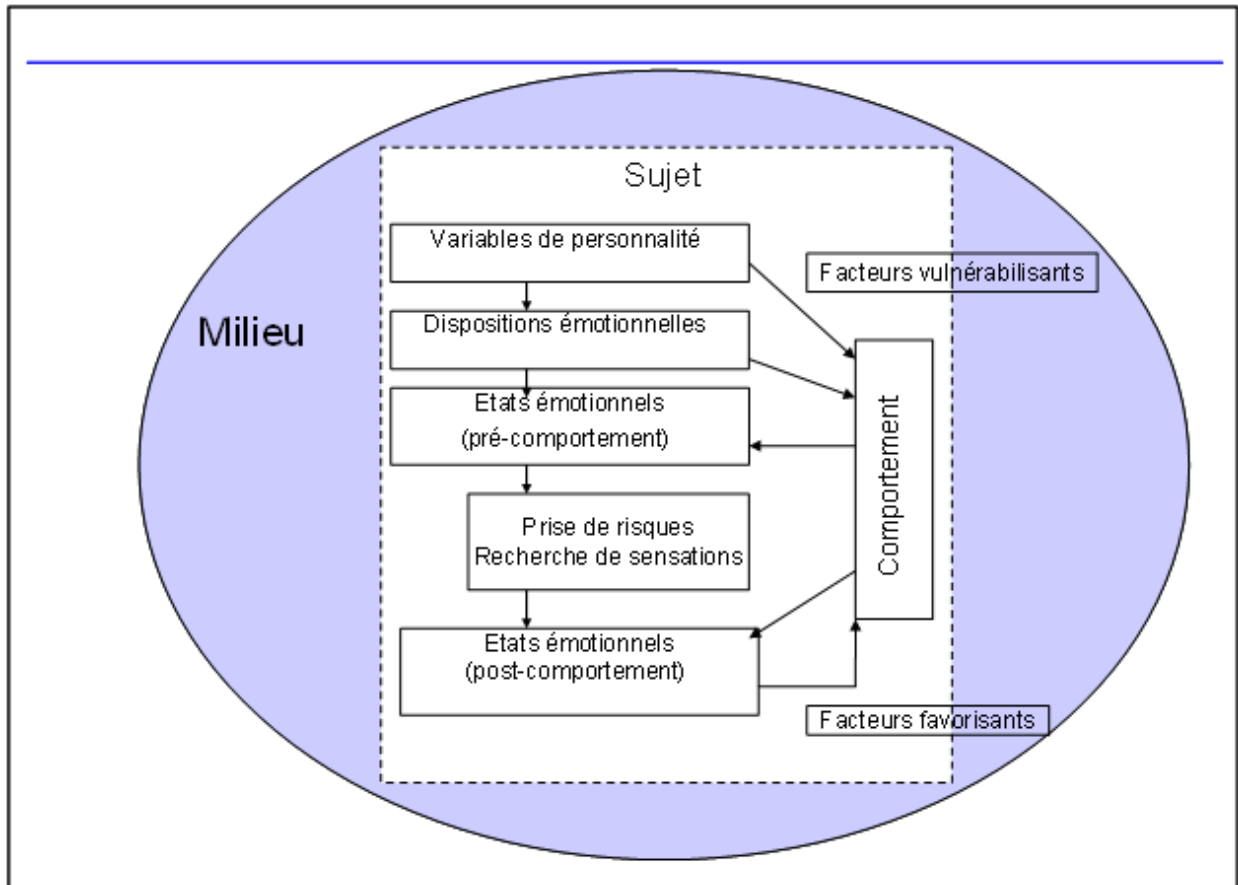 Sujet
Variables de personnalité
Facteurs vulnérabilisants
Dispositions émotionnelles
Milieu
Etats émotionnels
(pré-comportement)
Comportement
Prise de risques
Recherche de sensations
Etats émotionnels
(post-comportement)
Facteurs favorisants